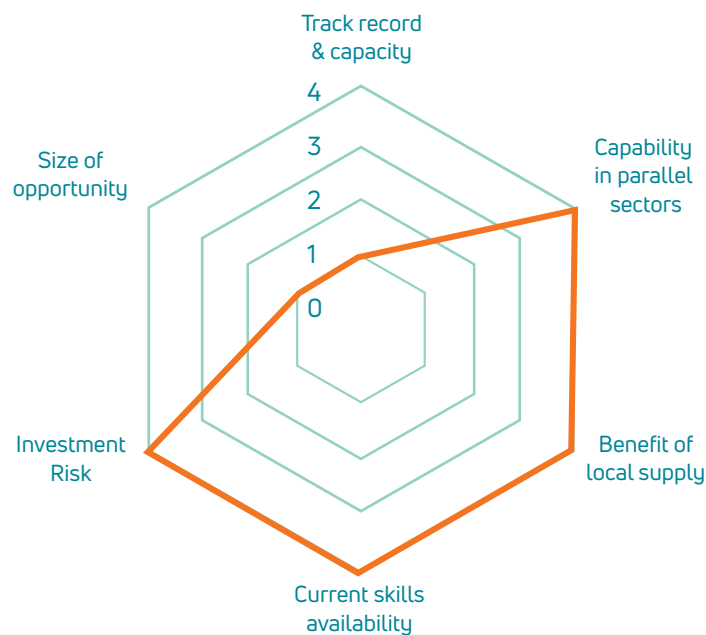 Track record
& capacity
4
3
2
1
0
Size of
opportunity
Capability
in parallel
sectors
Investment
Risk
Benefit of
local supply
Current skills
availability